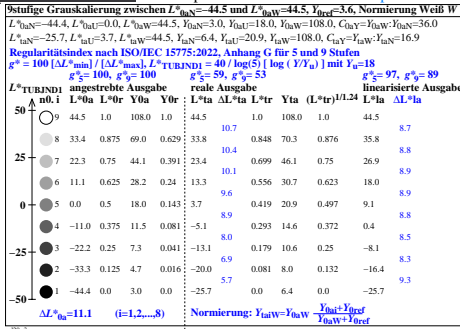 9stufige Graukalibrierung zwischen L*0aN=−44.5 und L*0aW=44.5, Y0ref=3.6, Normierung Weiß W
L*0aN=−44.4, L*0aU=0.0, L*0aW=44.5, Y0aN=3.0, Y0aU=18.0, Y0aW=108.0, C0aY=Y0aW:Y0aN=36.0
L*taN=−25.7, L*taU=3.7, L*taW=44.5, YtaN=6.4, YtaU=20.9, YtaW=108.0, CtaY=YtaW:YtaN=16.9
Regularitätsindex nach ISO/IEC 15775:2022, Anhang G für 5 und 9 Stufen
g* = 100 [ΔL*min] / [ΔL*max], L*TUBJND1 = 40 / log(5) [ log ( Y/Yu) ] mit Yu=18
g*5= 100, g*9= 100 g*5= 59, g*9= 53 g*5= 97, g*9= 89
L*TUBJND1 angestrebte Ausgabe reale Ausgabe linearisierte Ausgabe
n0. i L*0a L*0r Y0a Y0r L*ta ΔL*ta L*tr Yta (L*tr)1/1.24 L*la ΔL*la
50
9 44.5 1.0 108.0 1.0 44.5 1.0 108.0 1.0 44.5
10.7 8.7
8 33.4 0.875 69.0 0.629 33.8 0.848 70.3 0.876 35.8
10.4 8.8
7 22.3 0.75 44.1 0.391 23.4 0.699 46.1 0.75 26.9
10.1 8.9
6 11.1 0.625 28.2 0.24 13.3 0.556 30.7 0.623 18.0
9.6 8.9
0
5 0.0 0.5 18.0 0.143 3.7 0.419 20.9 0.497 9.1
8.9 8.8
4 −11.0 0.375 11.5 0.081 −5.1 0.293 14.6 0.372 0.4
8.0 8.5
3 −22.2 0.25 7.3 0.041 −13.1 0.179 10.6 0.25 −8.1
−25
6.9 8.3
2 −33.3 0.125 4.7 0.016 −20.0 0.081 8.0 0.132 −16.4
5.7 9.3
1 −44.4 0.0 3.0 0.0 −25.7 0.0 6.4 0.0 −25.7
−50
ΔL*0a=11.1 (i=1,2,...,8) Normierung: YtaiW=Y0aW Y0ai+Y0ref
Y0aW+Y0ref